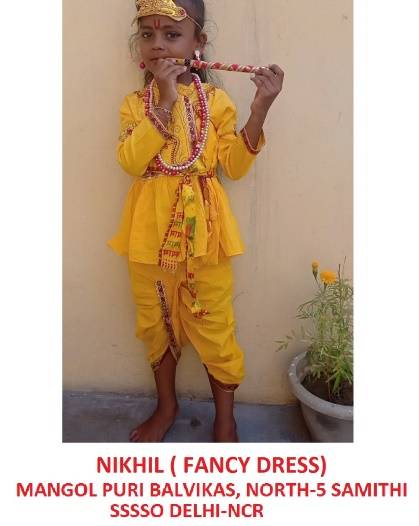 NIKHIL ( FANCY DRESS)
MANGOL PURI BALVIKAS, NORTH-5 SAMITHI
SSSSO DELHI-NCR